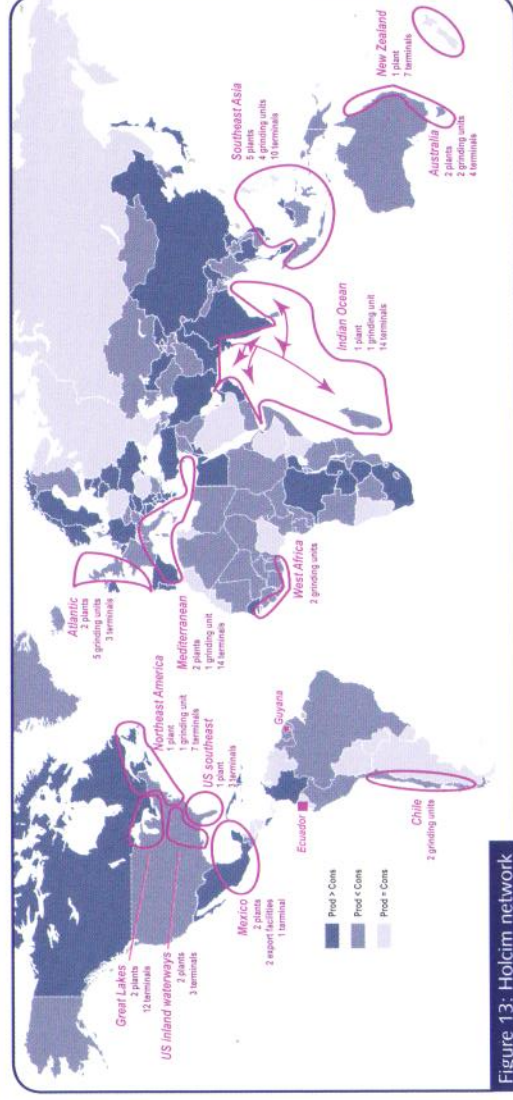 Great Lakes
2 plants
12 terminals
US inland waterways
2 plants
3 terminals
Mexico
2 plants
2 export facilities
1 terminal
Northeast America
1 plant
1 grinding unit
7 terminals
US southeast
1 plant
terminals
Ecuador
Guyana
Chile
2 grinding units
Atlantic
2 plants
5 grinding units
3 terminals
Mediterranean
2 plants
1 grinding unit
14 terminals
West Africa
2 grinding units
Indian Ocean
1 plant
1 grinding unit
14 terminals
Southeast Asia
5 plants
4 grinding units
10 terminals
Australia
2 plants
2 grinding units
4 terminals
New Zealand
1 plant
7 terminals
Prod > Cons
Prod < Cons
Prod = Cons
Figure 13: Holcim network